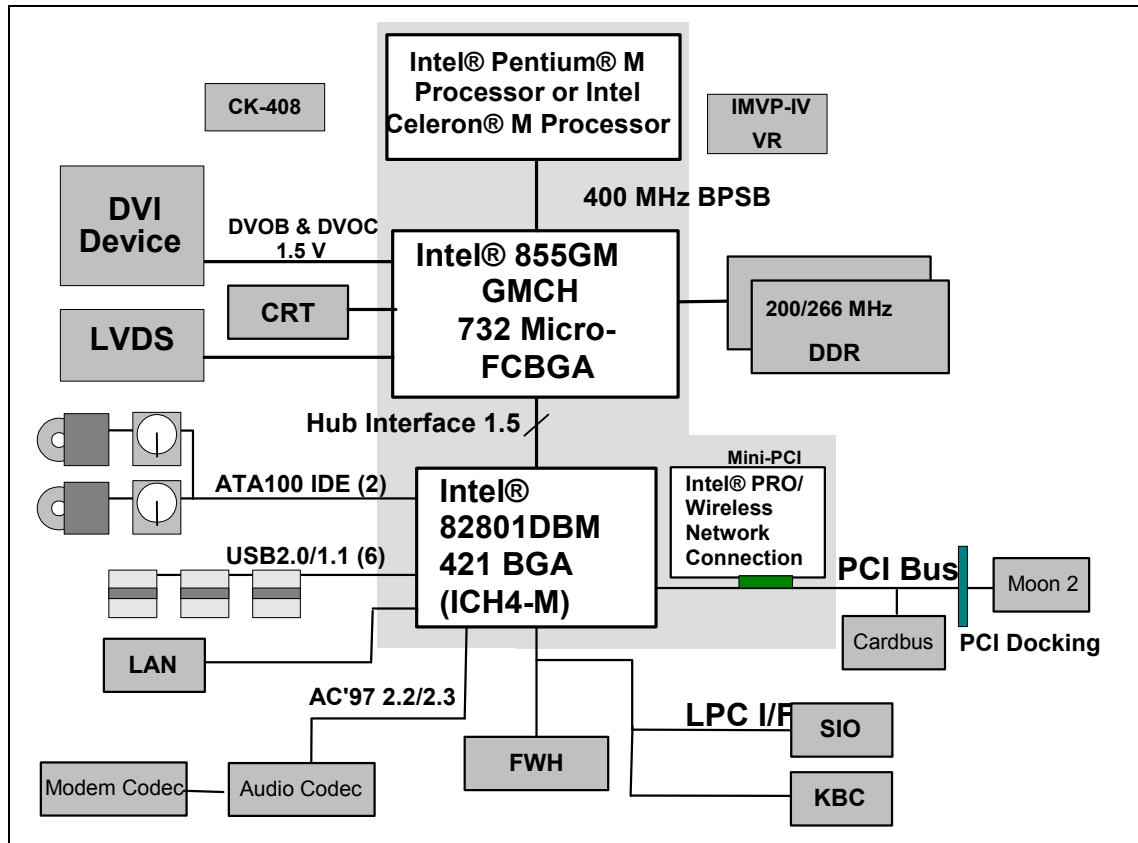 Intel® Pentium® M
Processor or Intel
Celeron® M Processor
CK-408
IMVP-IV
VR
400 MHz BPSB
DVI
Device
DVOB & DVOC
1.5 V
Intel® 855GM
GMCH
732 Micro-
FCBGA
CRT
LVDS
200/266 MHz
DDR
Hub Interface 1.5
Mini-PCI
Intel® PRO/
Wireless
Network
Connection
ATA100 IDE (2)
Intel®
82801DBM
421 BGA
(ICH4-M)
USB2.0/1.1 (6)
PCI Bus
Moon 2
Cardbus
PCI Docking
LAN
AC'97 2.2/2.3
LPC I/F
SIO
FWH
Modem Codec
Audio Codec
KBC